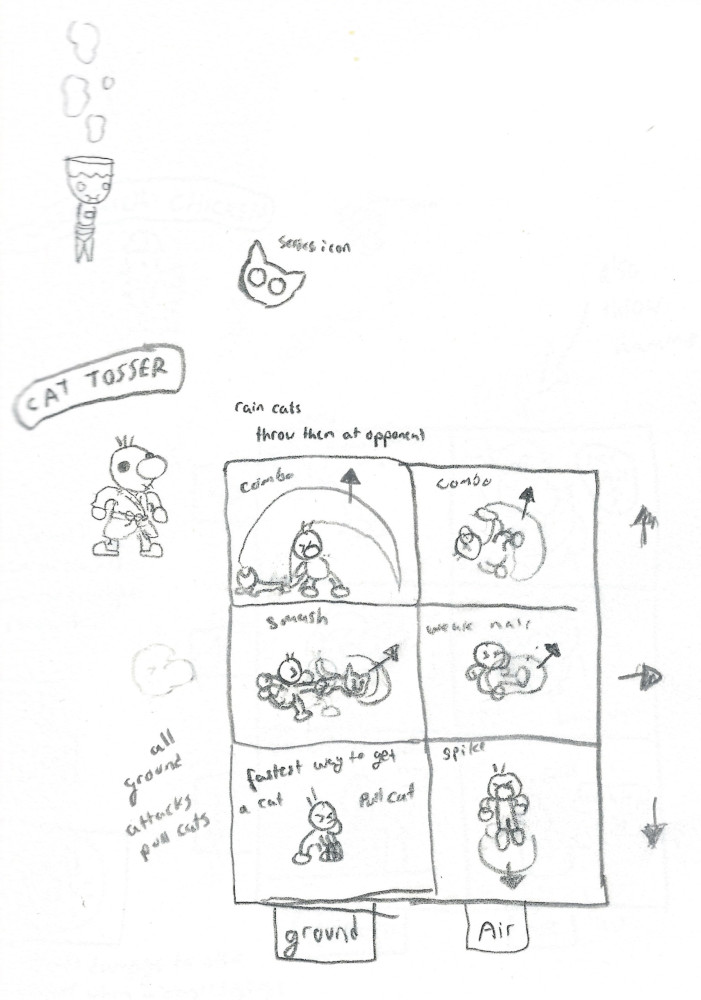 series icon
CAT TOSSER
rain cats
throw them at opponent
combo
combo
smash
weak nair
fastest way to get
a cat
Pull cat
spike
all
ground
attacks
pull cats
ground
Air